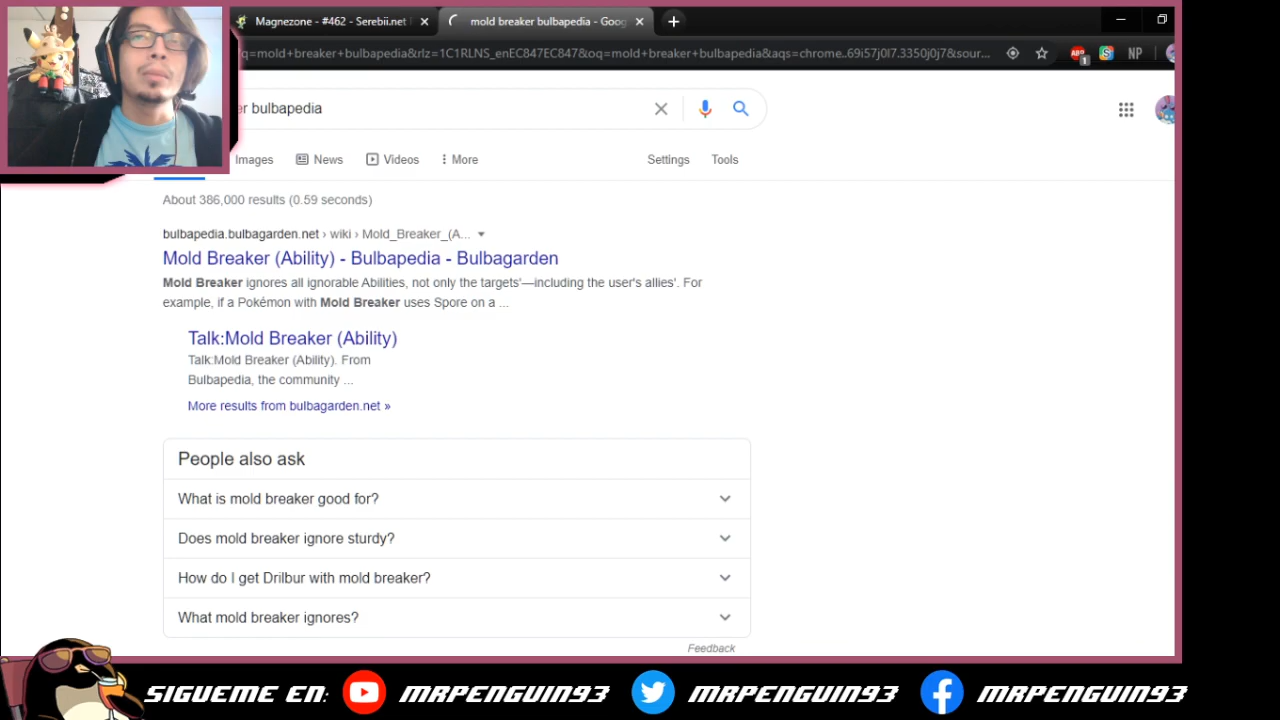 Magnezone - #462 - Serebii.net
mold breaker bulbapedia - Goog
q=mold+breaker+bulbapedia&rlz=1C1RLNS_enEC847EC847&oq=mold+breaker+bulbapedia&aqs=chrome..69i57j0l7.3350j0j7&sour...
ABP
1
S
NP
er bulbapedia
Images
News
Videos
More
Settings
Tools
About 386,000 results (0.59 seconds)
bulbapedia.bulbagarden.net › wiki › Mold_Breaker_(A...
Mold Breaker (Ability) - Bulbapedia - Bulbagarden
Mold Breaker ignores all ignorable Abilities, not only the targets'—including the user's allies'. For
example, if a Pokémon with Mold Breaker uses Spore on a ...
Talk:Mold Breaker (Ability)
Talk:Mold Breaker (Ability). From
Bulbapedia, the community ...
More results from bulbagarden.net »
People also ask
What is mold breaker good for?
Does mold breaker ignore sturdy?
How do I get Drilbur with mold breaker?
What mold breaker ignores?
Feedback
SIGUEME EN: MRPENGUIN93 MRPENGUIN93 MRPENGUIN93